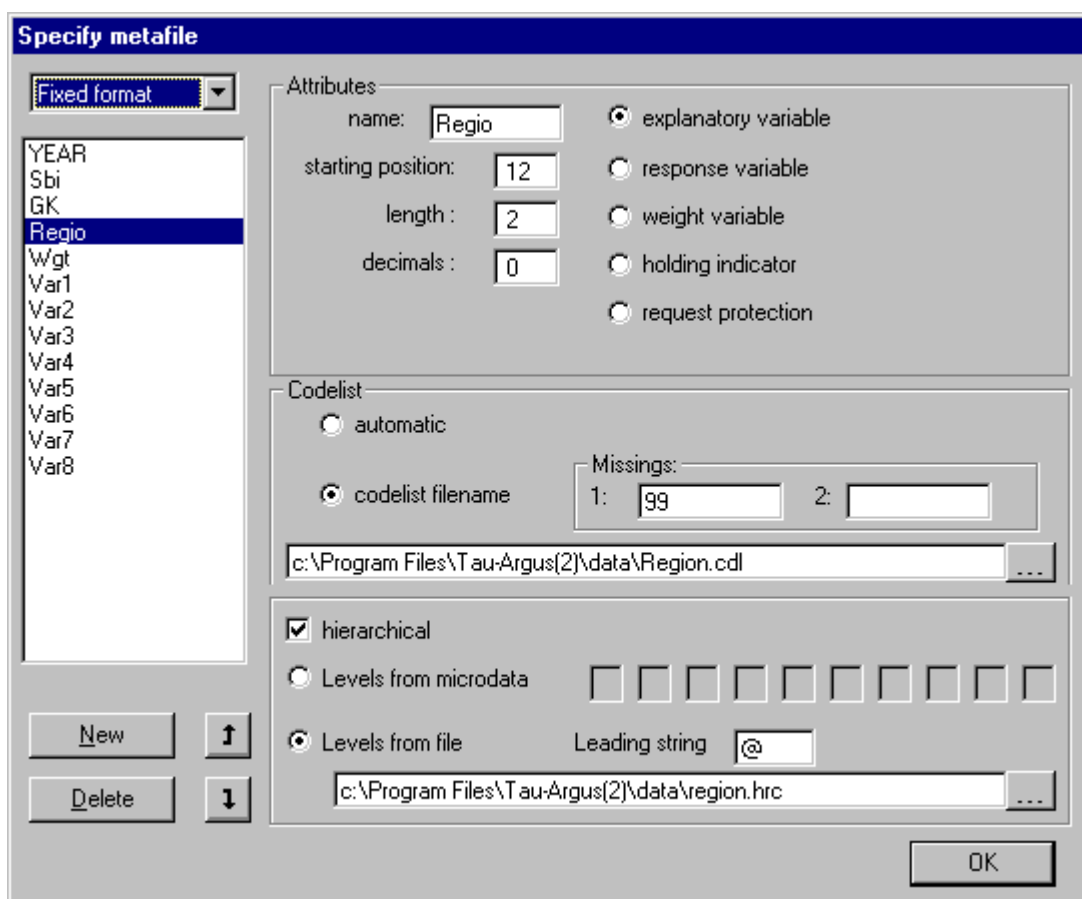 Specify metafile
Fixed format
YEAR
Sbi
GK
Regio
Wgt
Var1
Var2
Var3
Var4
Var5
Var6
Var7
Var8
New
Delete
Attributes
name: Regio
starting position: 12
length : 2
decimals : 0
explanatory variable
response variable
weight variable
holding indicator
request protection
Codelist
automatic
codelist filename
Missings:
1: 99 2:
c:\Program Files\Tau-Argus(2)\data\Region.cdl
...
hierarchical
Levels from microdata
Levels from file Leading string @
c:\Program Files\Tau-Argus(2)\data\region.hrc
...
OK